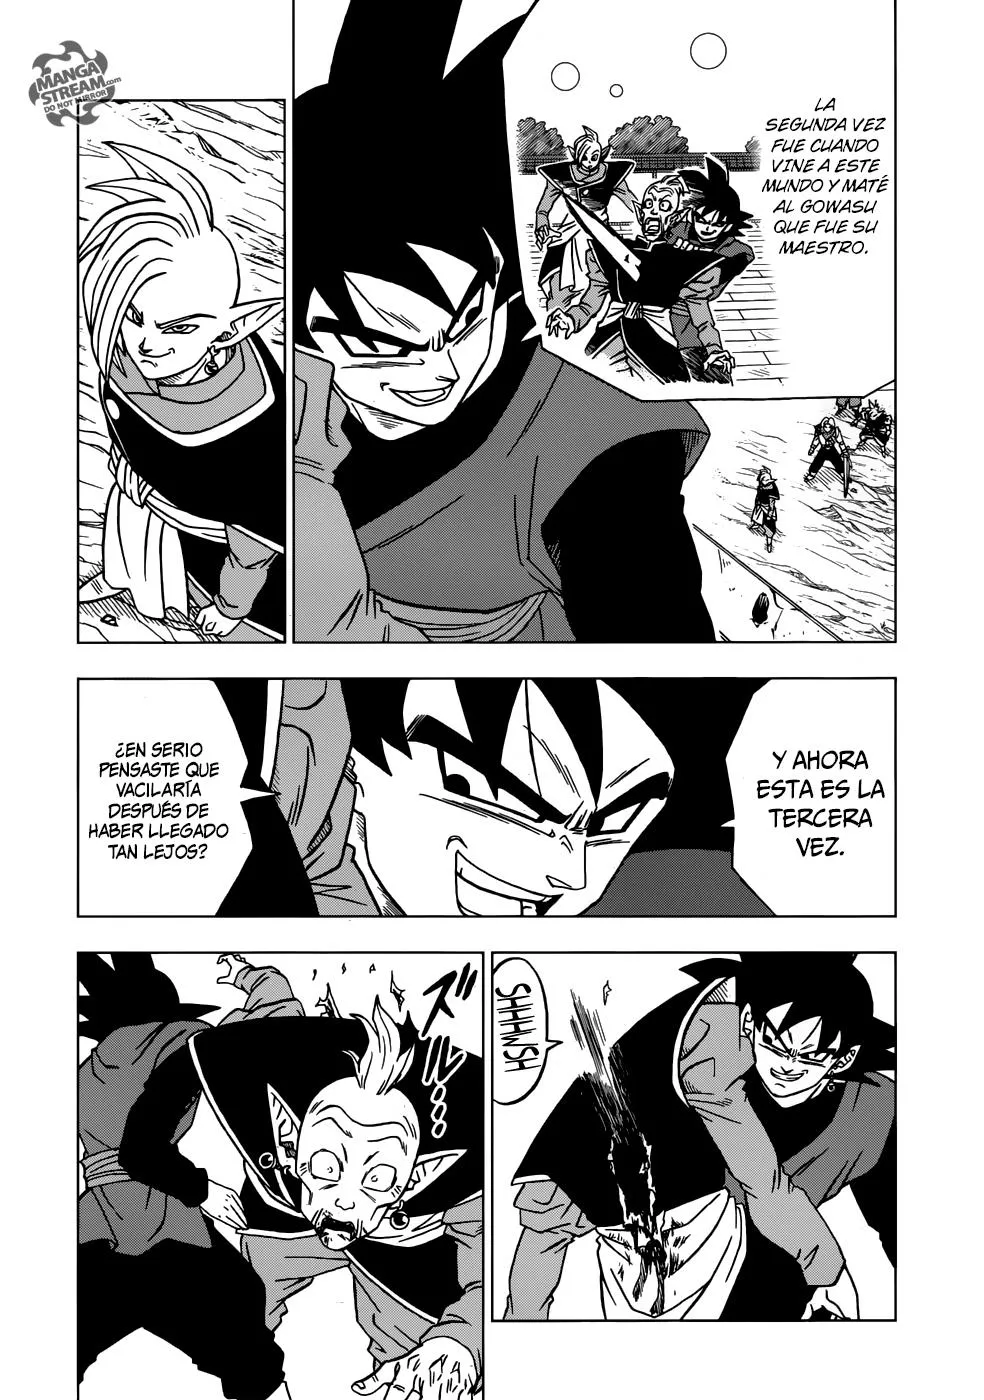 MANGA
STREAM.com
DO NOT MIRROR
LA
SEGUNDA VEZ
FUE CUANDO
VINE A ESTE
MUNDO Y MATÉ
AL GOWASU
QUE FUE SU
MAESTRO.
Y AHORA
ESTA ES LA
TERCERA
VEZ.
¿EN SERIO
PENSASTE QUE
VACILARÍA
DESPUÉS DE
HABER LLEGADO
TAN LEJOS?
SHHWSH
ズルル…